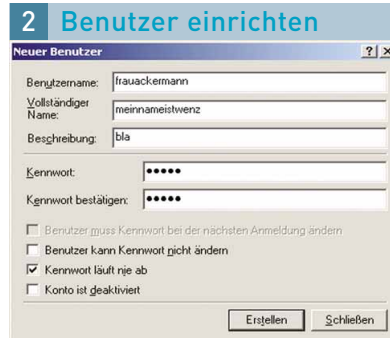 2 Benutzer einrichten
Neuer Benutzer
Benutzername: frauackermann
Vollständiger
Name: meinnameistwenz
Beschreibung: bla
Kennwort: •••••
Kennwort bestätigen: •••••
Benutzer muss Kennwort bei der nächsten Anmeldung ändern
Benutzer kann Kennwort nicht ändern
Kennwort läuft nie ab
Konto ist deaktiviert
Erstellen Schließen